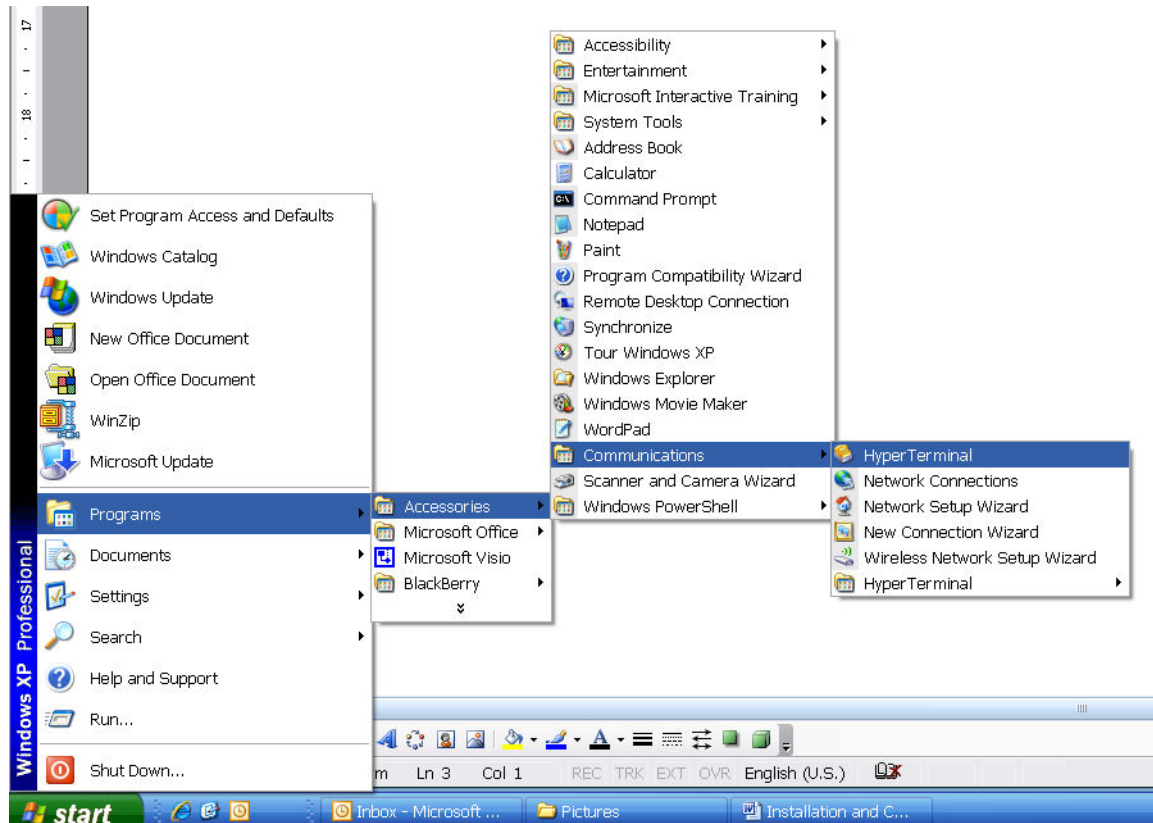 17
18
Accessibility
Entertainment
Microsoft Interactive Training
System Tools
Address Book
Calculator
Command Prompt
Notepad
Paint
Program Compatibility Wizard
Remote Desktop Connection
Synchronize
Tour Windows XP
Windows Explorer
Windows Movie Maker
WordPad
Communications
Scanner and Camera Wizard
Windows PowerShell
HyperTerminal
Network Connections
Network Setup Wizard
New Connection Wizard
Wireless Network Setup Wizard
HyperTerminal
Set Program Access and Defaults
Windows Catalog
Windows Update
New Office Document
Open Office Document
WinZip
Microsoft Update
Programs
Documents
Settings
Search
Help and Support
Run...
Shut Down...
Windows XP Professional
Accessories
Microsoft Office
Microsoft Visio
BlackBerry
A
m Ln 3 Col 1 REC TRK EXT OVR English (U.S.)
start Inbox - Microsoft ... Pictures Installation and C...